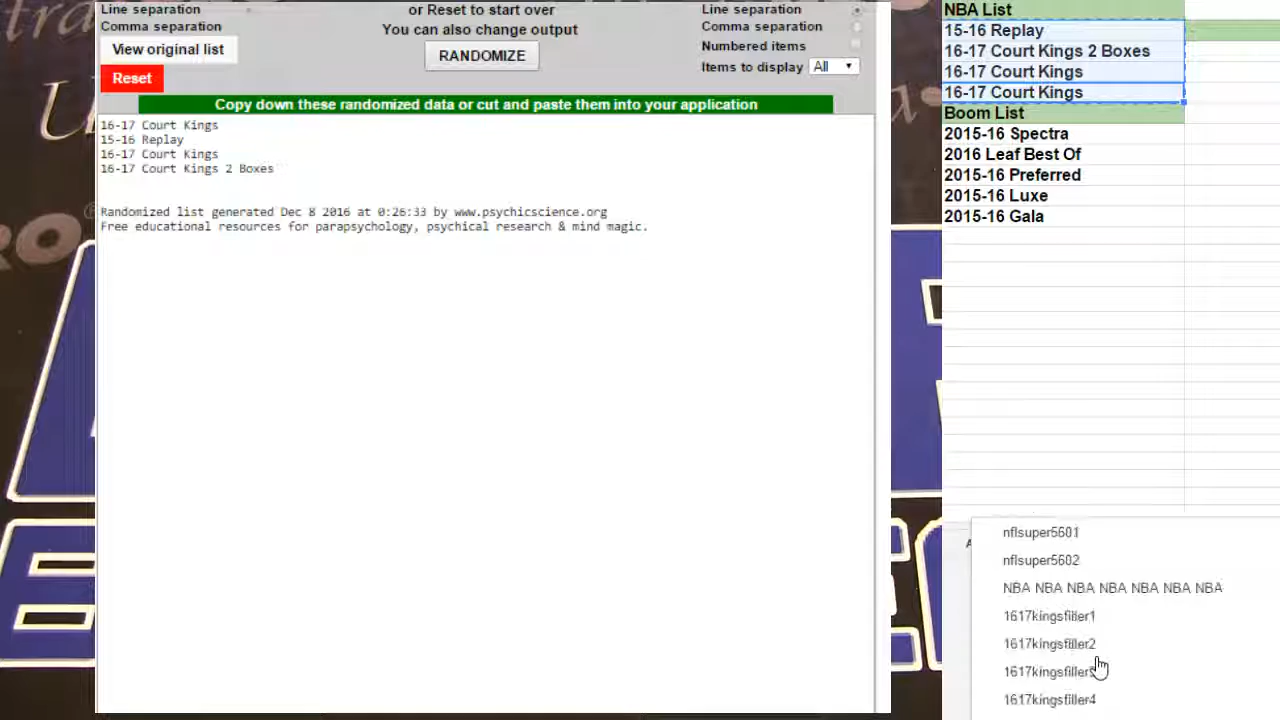 Line separation
Comma separation
View original list
Reset
or Reset to start over
You can also change output
RANDOMIZE
Line separation
Comma separation
Numbered items
Items to display All
Copy down these randomized data or cut and paste them into your application
16-17 Court Kings
15-16 Replay
16-17 Court Kings
16-17 Court Kings 2 Boxes
Randomized list generated Dec 8 2016 at 0:26:33 by www.psychicscience.org
Free educational resources for parapsychology, psychical research & mind magic.
NBA List
15-16 Replay
16-17 Court Kings 2 Boxes
16-17 Court Kings
16-17 Court Kings
Boom List
2015-16 Spectra
2016 Leaf Best Of
2015-16 Preferred
2015-16 Luxe
2015-16 Gala
nflsuper5601
nflsuper5602
NBA NBA NBA NBA NBA NBA NBA
1617kingsfiller1
1617kingsfiller2
1617kingsfiller4